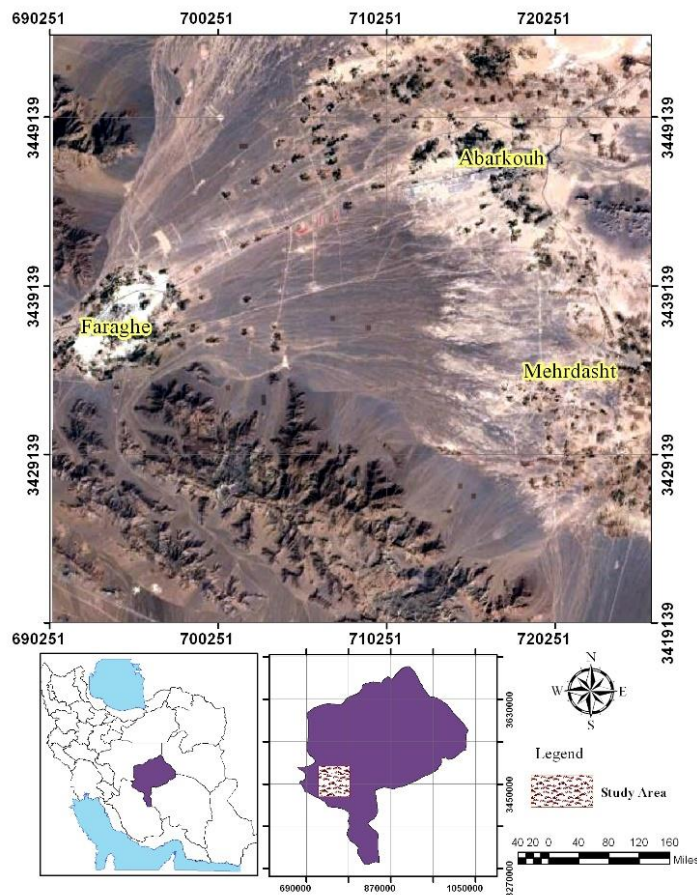 690251 700251 710251 720251
3449139 3449139
Abarkouh
3439139 3439139
Faraghe
Mehrdasht
3429139 3429139
3419139
690251 700251 710251 720251
N
W E
S
3630000
Legend
Study Area
3450000
40 20 0 40 80 120 160
Miles
3270000
690000 870000 1050000